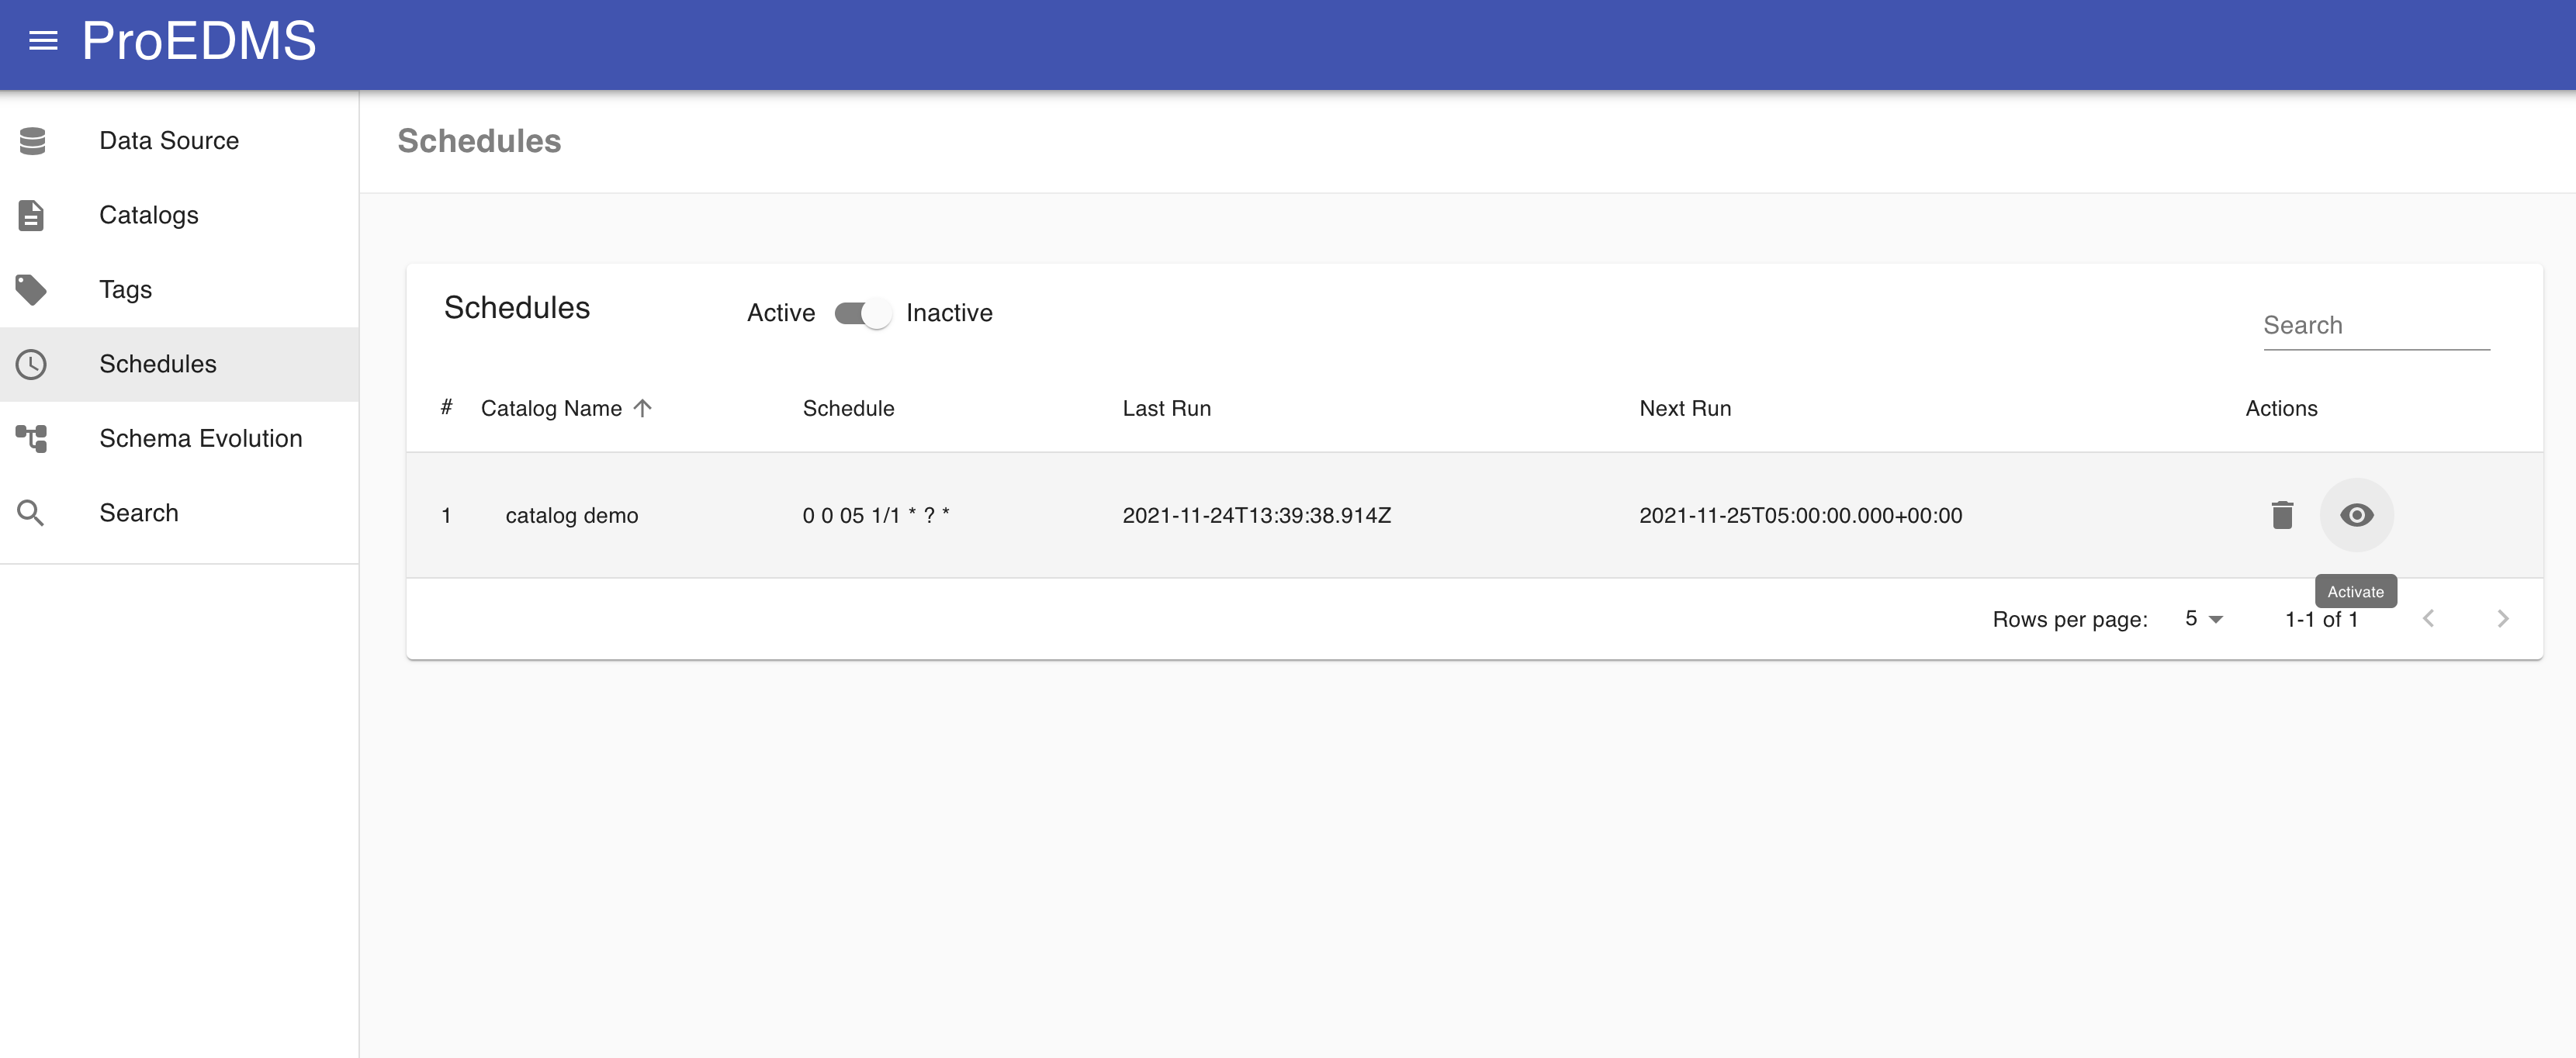 ProEDMS
Data Source
Catalogs
Tags
Schedules
Schema Evolution
Search
Schedules
Schedules
Active Inactive
Search
# Catalog Name Schedule Last Run Next Run Actions
1 catalog demo 0 0 05 1/1 * ? * 2021-11-24T13:39:38.914Z 2021-11-25T05:00:00.000+00:00
Activate
Rows per page: 5 1-1 of 1